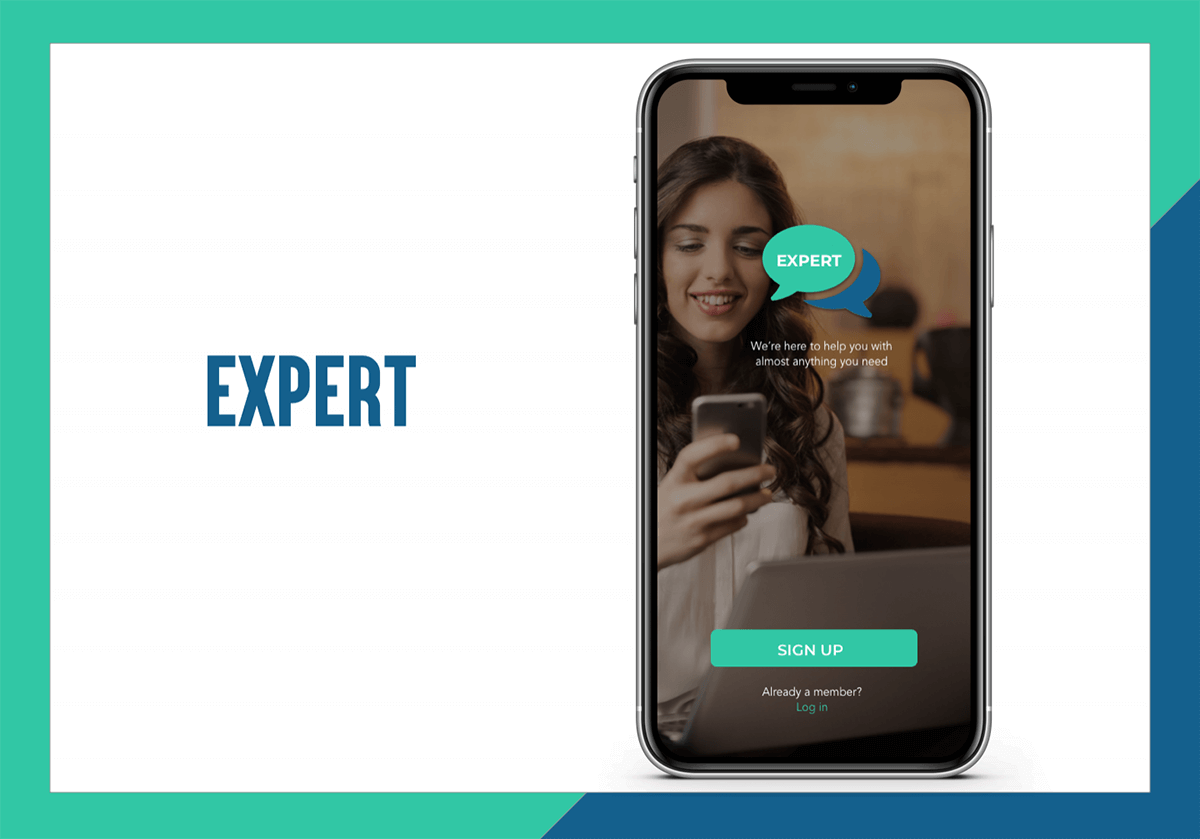 EXPERT
EXPERT
We're here to help you with
almost anything you need
SIGN UP
Already a member?
Log in